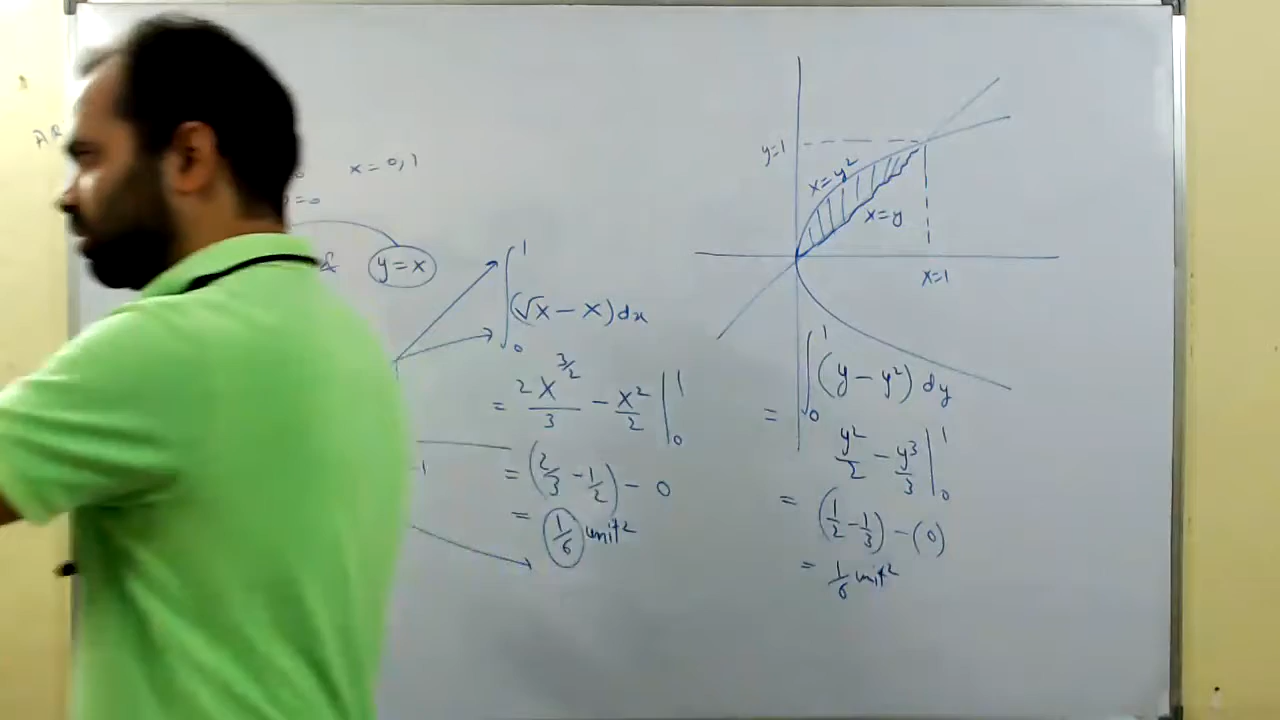 x = 0, 1
= 0
& y = x
∫₀¹ (√x − x) dx
= 2x^(3/2)/3 − x²/2 |₀¹
= (2/3 − 1/2) − 0
= 1/6 unit²
y=1
x=y²
x=y
x=1
= ∫₀¹ (y − y²) dy
y²/2 − y³/3 |₀¹
= (1/2 − 1/3) − (0)
= 1/6 unit²